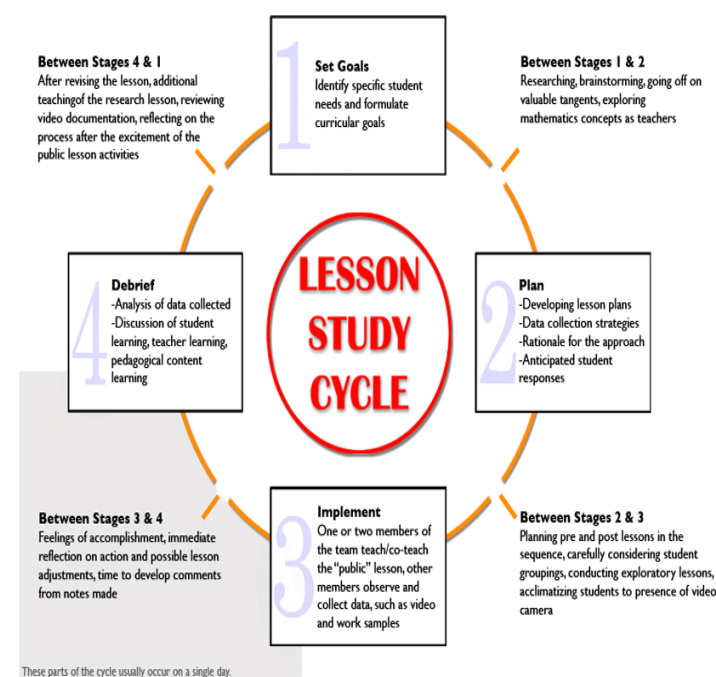 Between Stages 4 & 1
After revising the lesson, additional
teachingof the research lesson, reviewing
video documentation, reflecting on the
process after the excitement of the
public lesson activities
1
Set Goals
Identify specific student
needs and formulate
curricular goals
Between Stages 1 & 2
Researching, brainstorming, going off on
valuable tangents, exploring
mathematics concepts as teachers
4
Debrief
-Analysis of data collected
-Discussion of student
learning, teacher learning,
pedagogical content
learning
LESSON
STUDY
CYCLE
2
Plan
-Developing lesson plans
-Data collection strategies
-Rationale for the approach
-Anticipated student
responses
Between Stages 3 & 4
Feelings of accomplishment, immediate
reflection on action and possible lesson
adjustments, time to develop comments
from notes made
3
Implement
One or two members of
the team teach/co-teach
the “public” lesson, other
members observe and
collect data, such as video
and work samples
Between Stages 2 & 3
Planning pre and post lessons in the
sequence, carefully considering student
groupings, conducting exploratory lessons,
acclimatizing students to presence of video
camera
These parts of the cycle usually occur on a single day.